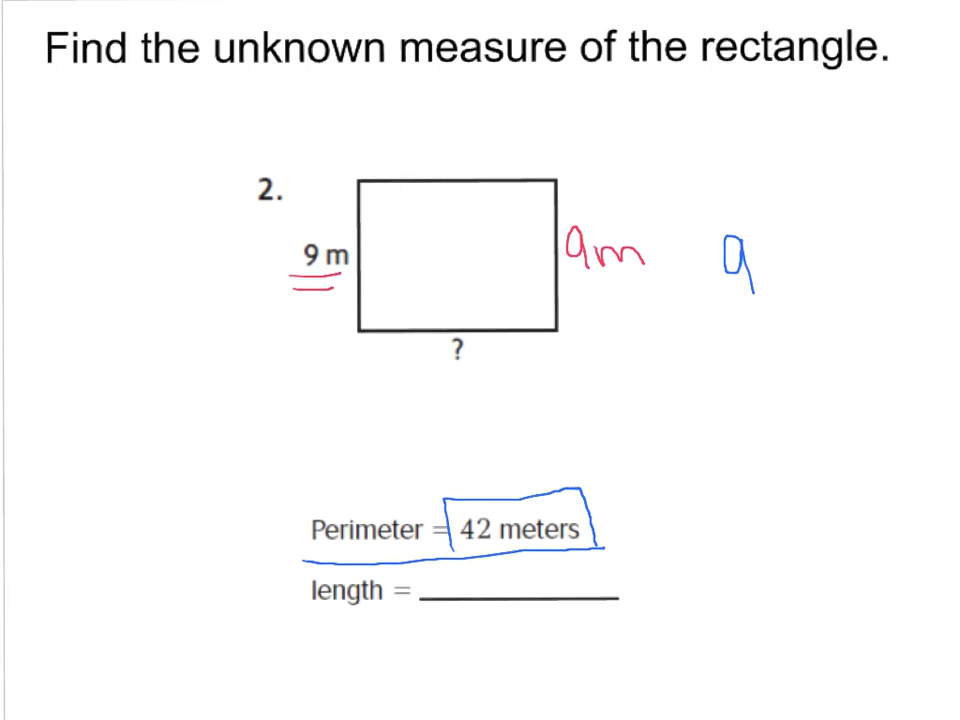 Find the unknown measure of the rectangle.
2.
9 m
9m
9
?
Perimeter = 42 meters
length =